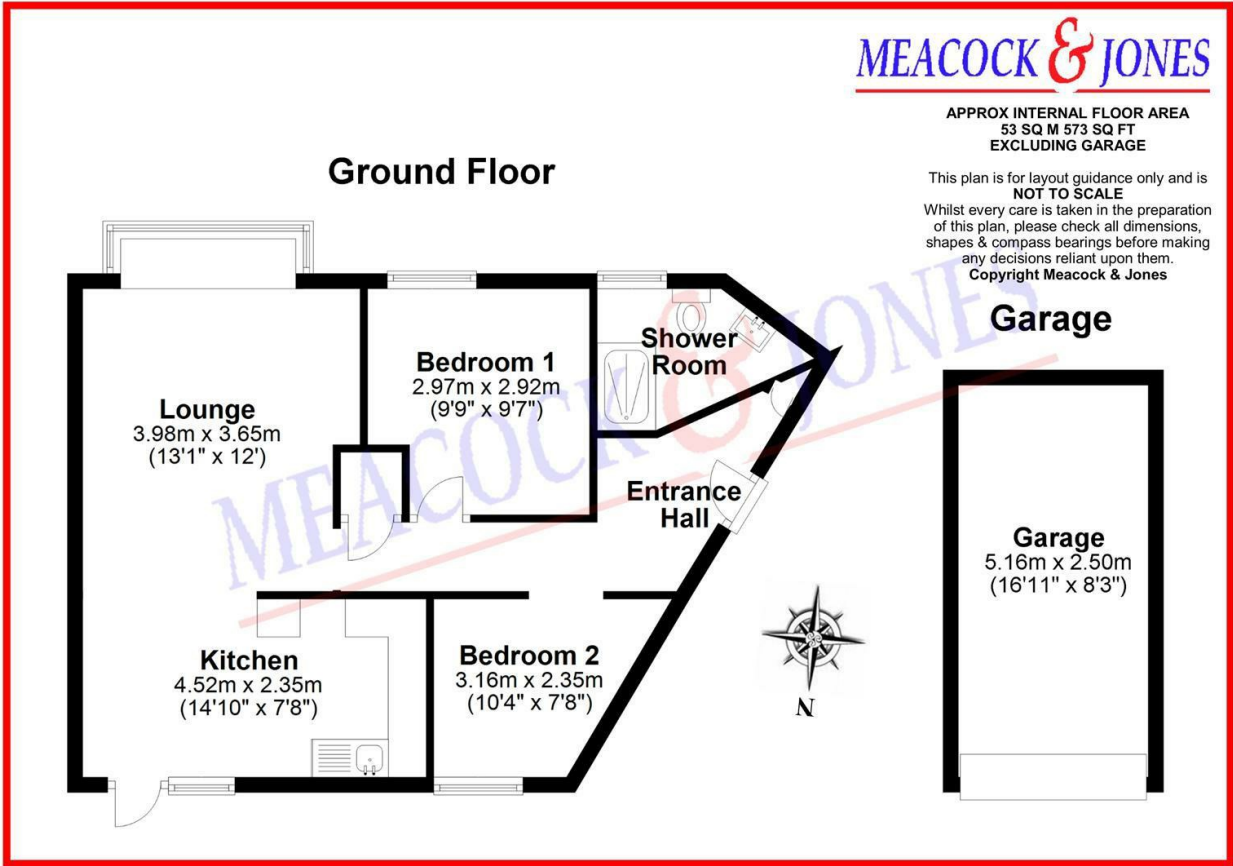 MEACOCK & JONES
APPROX INTERNAL FLOOR AREA
53 SQ M 573 SQ FT
EXCLUDING GARAGE
This plan is for layout guidance only and is
NOT TO SCALE
Whilst every care is taken in the preparation
of this plan, please check all dimensions,
shapes & compass bearings before making
any decisions reliant upon them.
Copyright Meacock & Jones
Ground Floor
Garage
Shower
Room
Bedroom 1
2.97m x 2.92m
(9'9" x 9'7")
Lounge
3.98m x 3.65m
(13'1" x 12')
Entrance
Hall
Garage
5.16m x 2.50m
(16'11" x 8'3")
Kitchen
4.52m x 2.35m
(14'10" x 7'8")
Bedroom 2
3.16m x 2.35m
(10'4" x 7'8")
N
MEACOCK & JONES